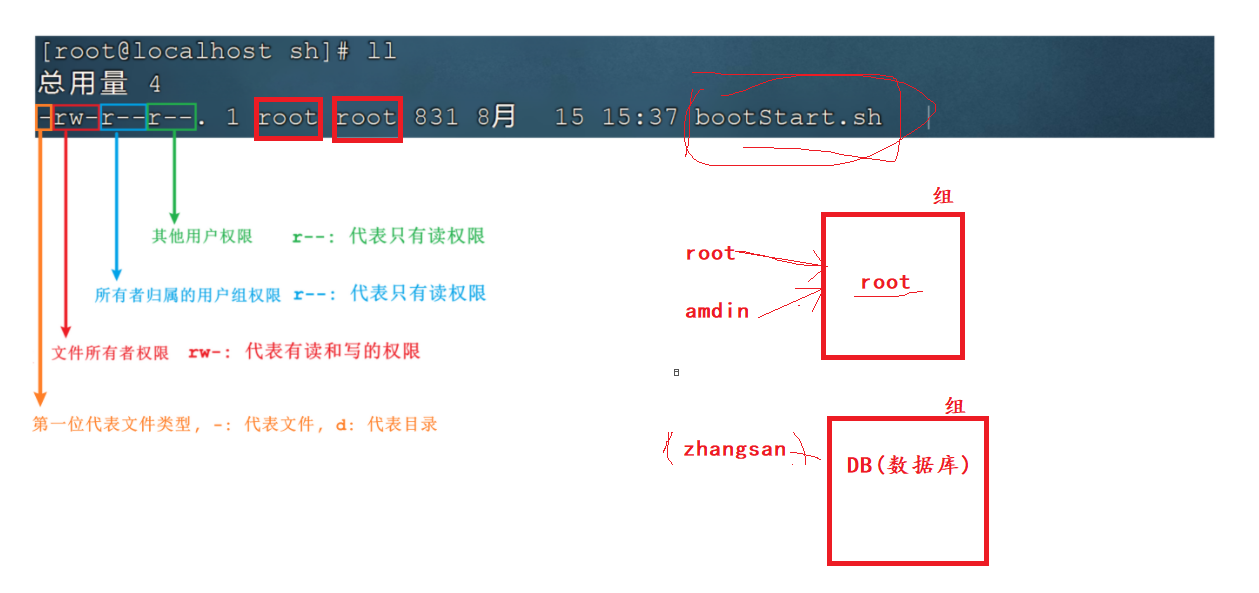 [root@localhost sh]# ll
总用量 4
-rw-r--r--. 1 root root 831 8月 15 15:37 bootStart.sh
组
其他用户权限 r--: 代表只有读权限
root
root
所有者归属的用户组权限 r--: 代表只有读权限
amdin
文件所有者权限 rw-: 代表有读和写的权限
组
第一位代表文件类型, -: 代表文件, d: 代表目录
zhangsan
DB(数据库)